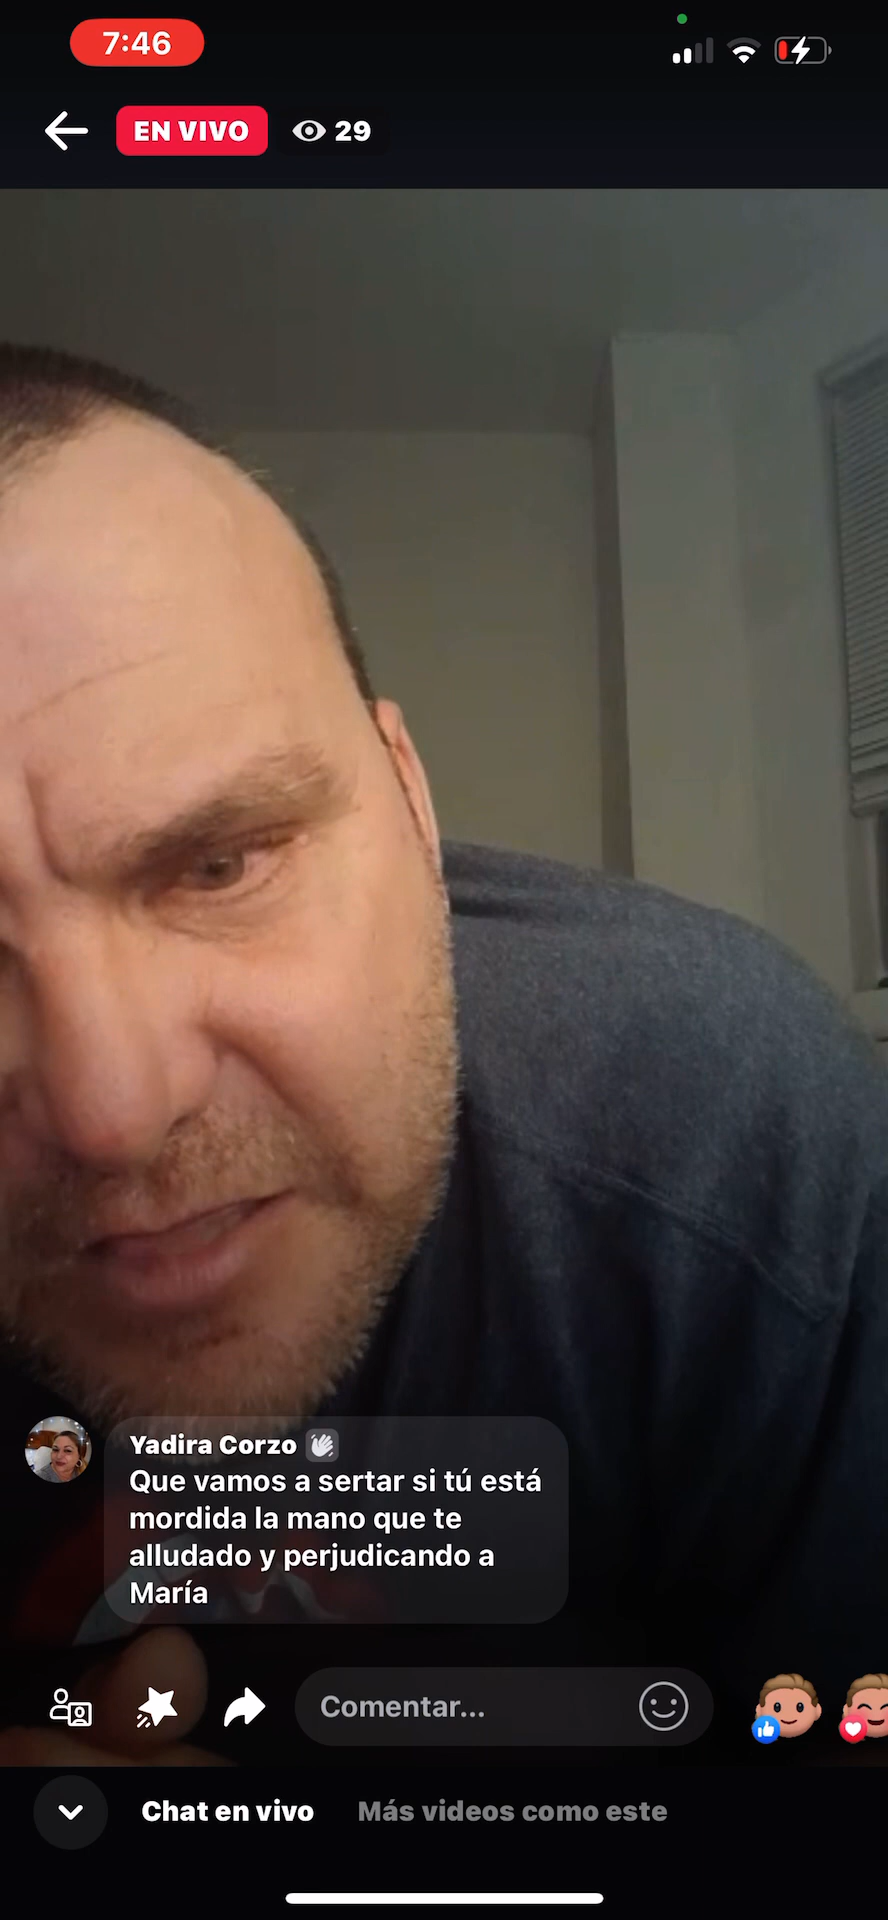 7:46
EN VIVO 29
Yadira Corzo
Que vamos a sertar si tú está
mordida la mano que te
alludado y perjudicando a
María
Comentar...
Chat en vivo Más videos como este